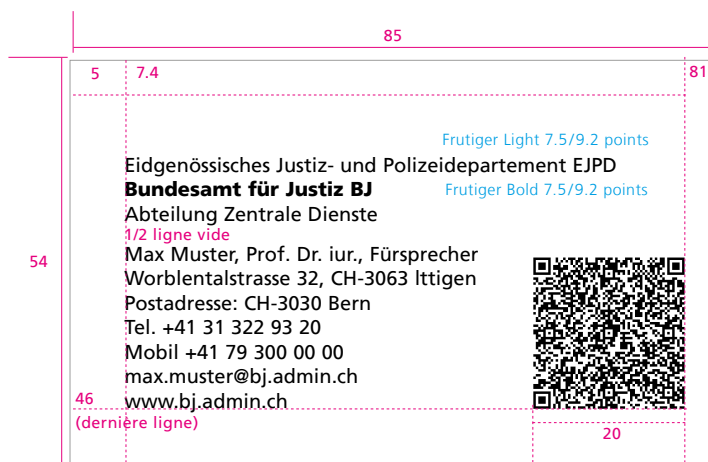 85
5 7.4 81
Frutiger Light 7.5/9.2 points
Eidgenössisches Justiz- und Polizeidepartement EJPD
Bundesamt für Justiz BJ Frutiger Bold 7.5/9.2 points
Abteilung Zentrale Dienste
1/2 ligne vide
Max Muster, Prof. Dr. iur., Fürsprecher
54
Worblentalstrasse 32, CH-3063 Ittigen
Postadresse: CH-3030 Bern
Tel. +41 31 322 93 20
Mobil +41 79 300 00 00
max.muster@bj.admin.ch
46 www.bj.admin.ch
(dernière ligne)
20